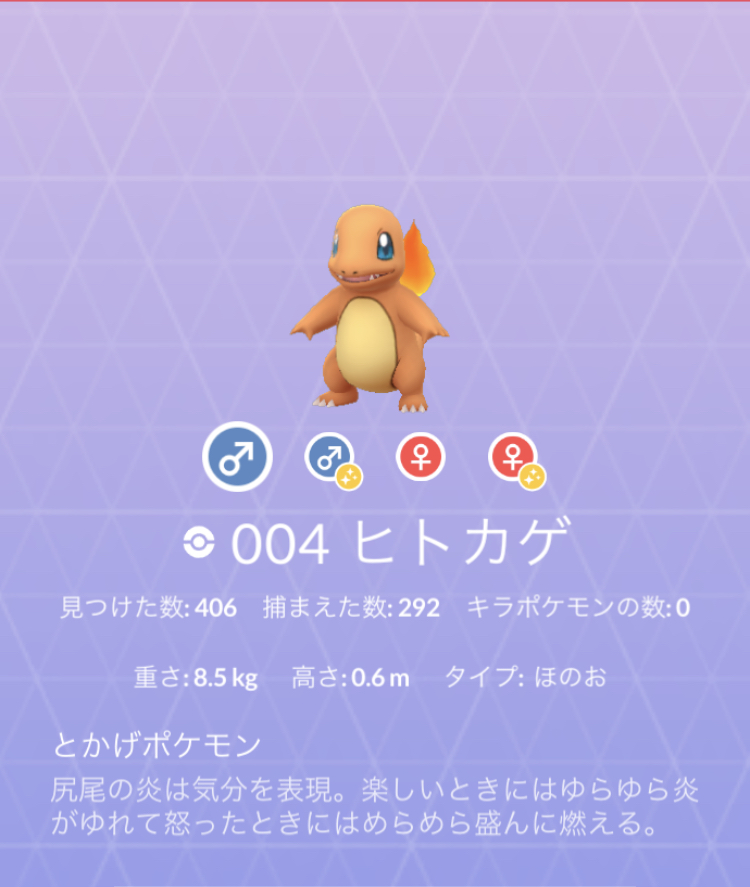 004 ヒトカゲ
見つけた数: 406 捕まえた数: 292 キラポケモンの数: 0
重さ: 8.5 kg 高さ: 0.6 m タイプ: ほのお
とかげポケモン
尻尾の炎は気分を表現。楽しいときにはゆらゆら炎
がゆれて怒ったときにはめらめら盛んに燃える。